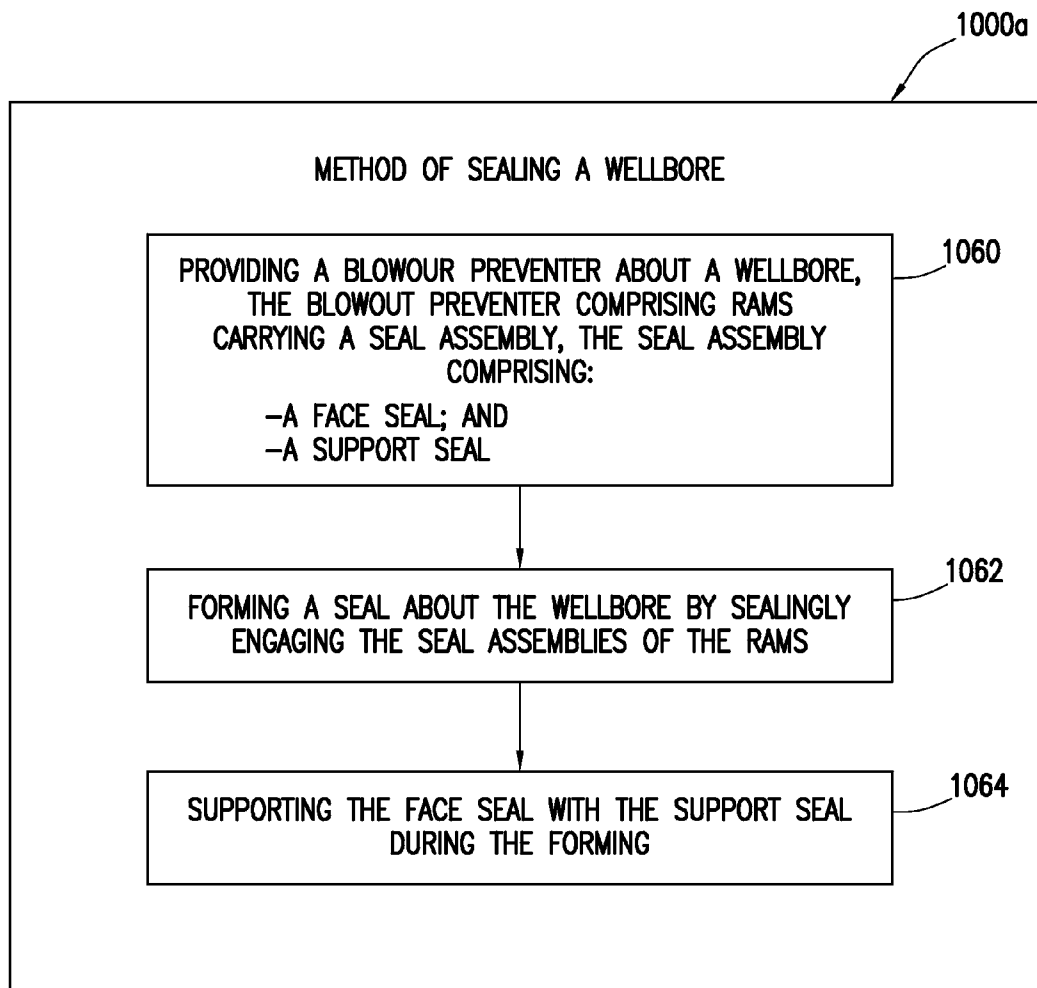 1000a
METHOD OF SEALING A WELLBORE
1060
PROVIDING A BLOWOUR PREVENTER ABOUT A WELLBORE,
THE BLOWOUT PREVENTER COMPRISING RAMS
CARRYING A SEAL ASSEMBLY, THE SEAL ASSEMBLY
COMPRISING:
-A FACE SEAL; AND
-A SUPPORT SEAL
1062
FORMING A SEAL ABOUT THE WELLBORE BY SEALINGLY
ENGAGING THE SEAL ASSEMBLIES OF THE RAMS
1064
SUPPORTING THE FACE SEAL WITH THE SUPPORT SEAL
DURING THE FORMING